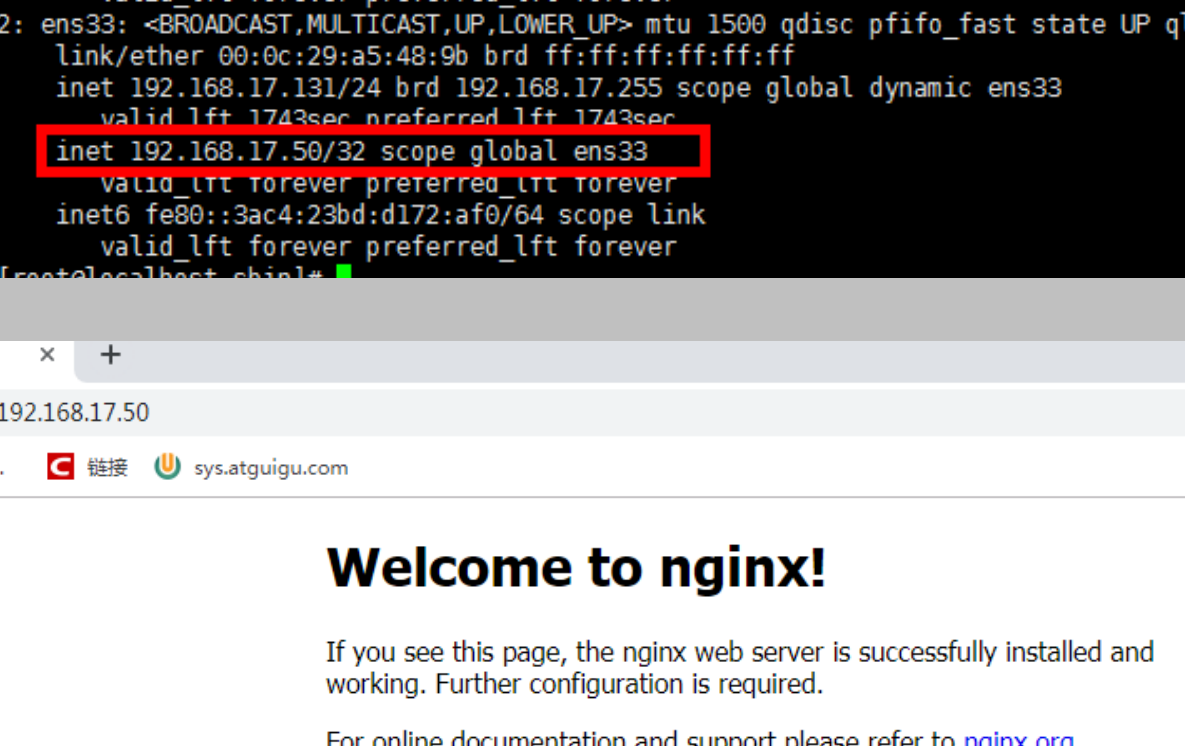 valid_lft forever preferred_lft forever
2: ens33: <BROADCAST,MULTICAST,UP,LOWER_UP> mtu 1500 qdisc pfifo_fast state UP ql
link/ether 00:0c:29:a5:48:9b brd ff:ff:ff:ff:ff:ff
inet 192.168.17.131/24 brd 192.168.17.255 scope global dynamic ens33
valid_lft 1743sec preferred_lft 1743sec
inet 192.168.17.50/32 scope global ens33
valid_lft forever preferred_lft forever
inet6 fe80::3ac4:23bd:d172:af0/64 scope link
valid_lft forever preferred_lft forever
[root@localhost sbin]#
192.168.17.50
链接 sys.atguigu.com
Welcome to nginx!
If you see this page, the nginx web server is successfully installed and
working. Further configuration is required.
For online documentation and support please refer to nginx.org